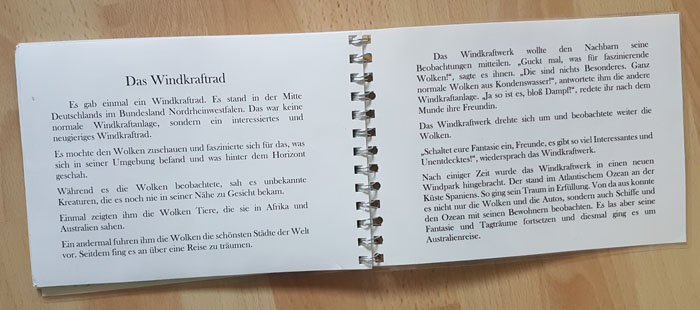 Das Windkraftrad
Es gab einmal ein Windkraftrad. Es stand in der Mitte
Deutschlands im Bundesland Nordrheinwestfalen. Das war keine
normale Windkraftanlage, sondern ein interessiertes und
neugieriges Windkraftrad.
Es mochte den Wolken zuschauen und faszinierte sich für das, was
sich in seiner Umgebung befand und was hinter dem Horizont
geschah.
Während es die Wolken beobachtete, sah es unbekannte
Kreaturen, die es noch nie in seiner Nähe zu Gesicht bekam.
Einmal zeigten ihm die Wolken Tiere, die sie in Afrika und
Australien sahen.
Ein andermal fuhren ihm die Wolken die schönsten Städte der Welt
vor. Seitdem fing es an über eine Reise zu träumen.
Das Windkraftwerk wollte den Nachbarn seine
Beobachtungen mitteilen. „Guckt mal, was für faszinierende
Wolken!", sagte es ihnen. „Die sind nichts Besonderes. Ganz
normale Wolken aus Kondenswasser!", antwortete ihm die andere
Windkraftanlage. „Ja so ist es, bloß Dampf!", redete ihr nach dem
Munde ihre Freundin.
Das Windkraftwerk drehte sich um und beobachtete weiter die
Wolken.
„Schaltet eure Fantasie ein, Freunde, es gibt so viel Interessantes und
Unentdecktes!", widersprach das Windkraftwerk.
Nach einiger Zeit wurde das Windkraftwerk in einen neuen
Windpark hingebracht. Der stand im Atlantischem Ozean an der
Küste Spaniens. So ging sein Traum in Erfüllung. Von da aus konnte
es nicht nur die Wolken und die Autos, sondern auch Schiffe und
den Ozean mit seinen Bewohnern beobachten. Es las aber seine
Fantasie und Tagträume fortsetzen und diesmal ging es um
Australienreise.